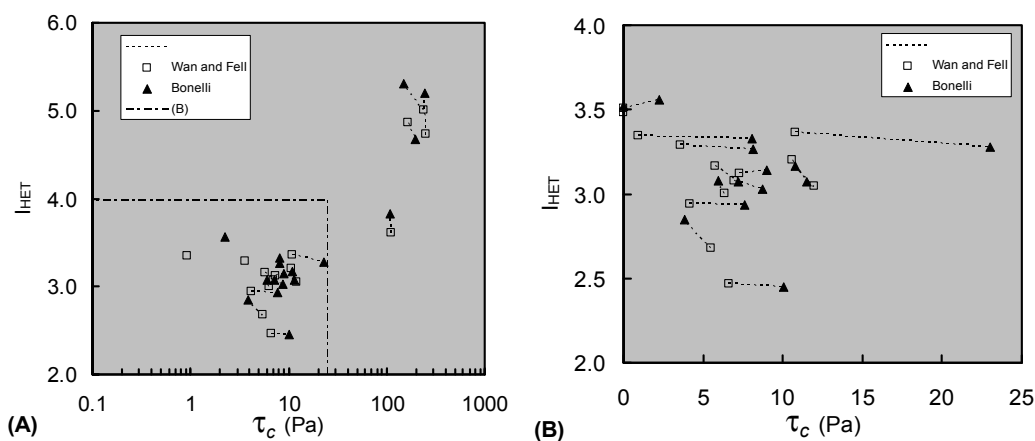 6.0
5.0
4.0
3.0
2.0
I_HET
Wan and Fell
Bonelli
(B)
0.1 1 10 100 1000
τ_c (Pa)
(A)
4.0
3.5
3.0
2.5
2.0
I_HET
Wan and Fell
Bonelli
0 5 10 15 20 25
τ_c (Pa)
(B)